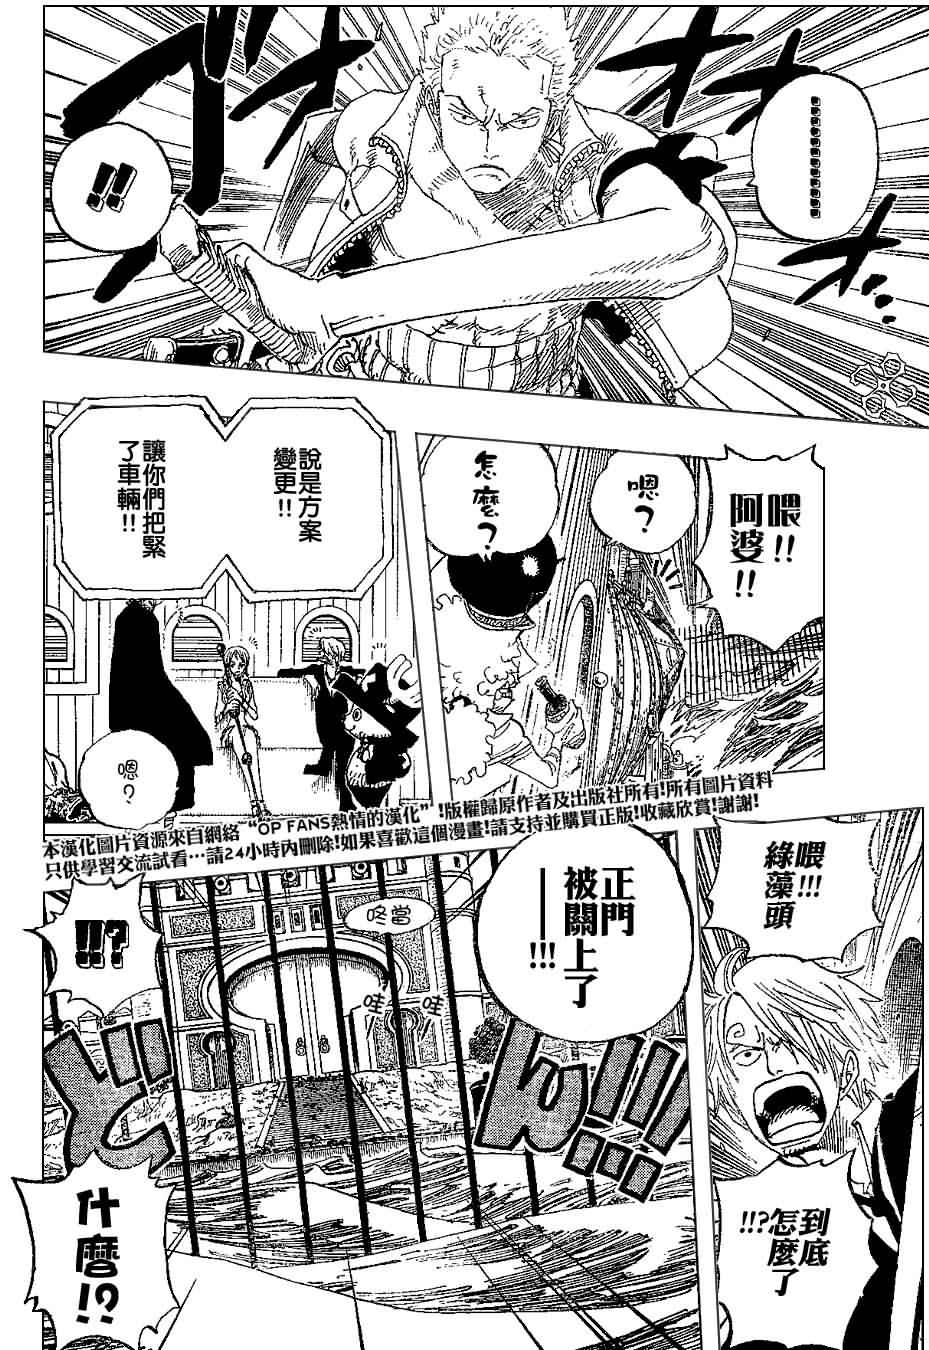 !!
喂!!
阿婆!!
嗯?
怎麼?
說是方案
變更!!
讓你們把緊
了車輛!!
嗯?
本漢化圖片資源來自網絡“OP FANS熱情的漢化”!版權歸原作者及出版社所有!所有圖片資料
只供學習交流試看…請24小時內刪除!如果喜歡這個漫畫!請支持並購買正版!收藏欣賞!謝謝!
喂!!!
綠藻頭
到底
怎麼了
!!?
正門
被關上了
——!!!
咚當
哇
哇
ドン!!!
!!?
什麼!?